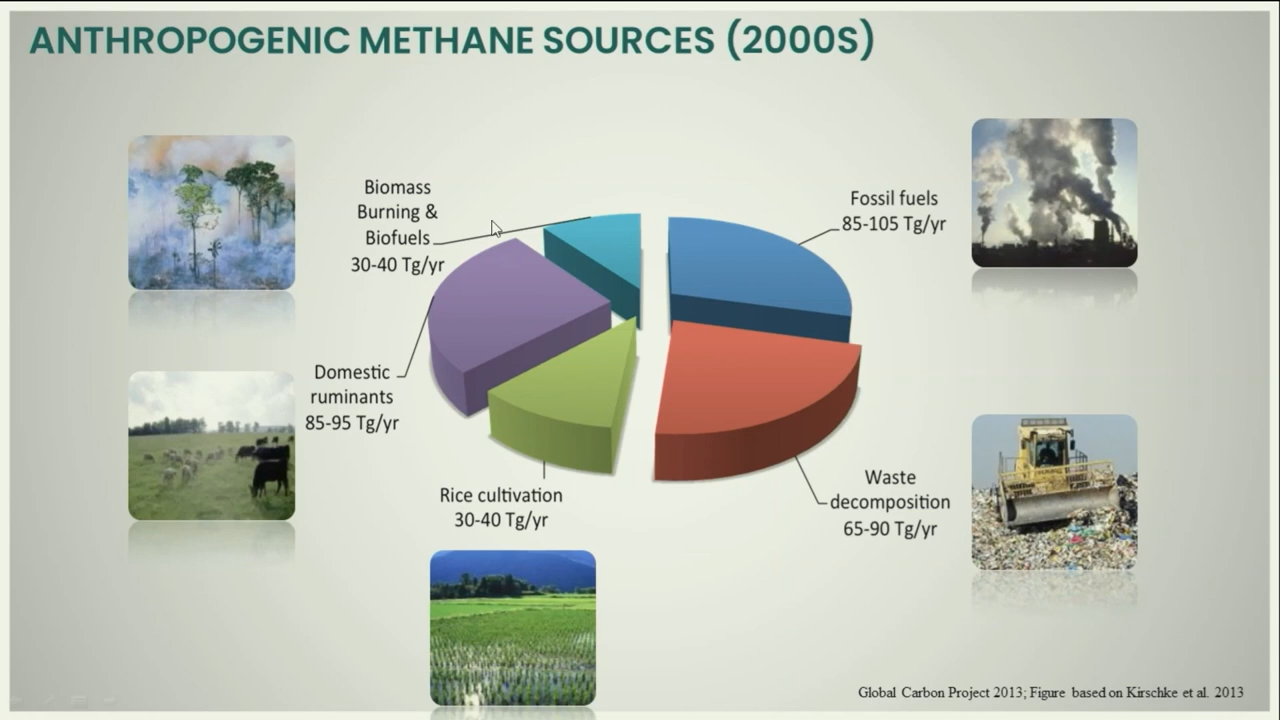 ANTHROPOGENIC METHANE SOURCES (2000S)
Biomass
Burning &
Biofuels
30-40 Tg/yr
Fossil fuels
85-105 Tg/yr
Domestic
ruminants
85-95 Tg/yr
Rice cultivation
30-40 Tg/yr
Waste
decomposition
65-90 Tg/yr
Global Carbon Project 2013; Figure based on Kirschke et al. 2013